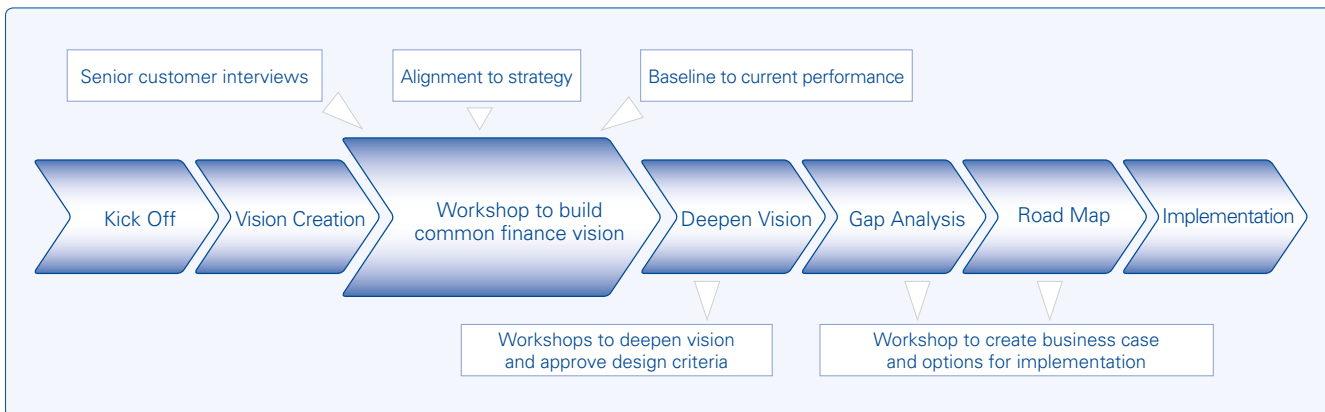 Senior customer interviews
Alignment to strategy
Baseline to current performance
Kick Off
Vision Creation
Workshop to build
common finance vision
Deepen Vision
Gap Analysis
Road Map
Implementation
Workshops to deepen vision
and approve design criteria
Workshop to create business case
and options for implementation